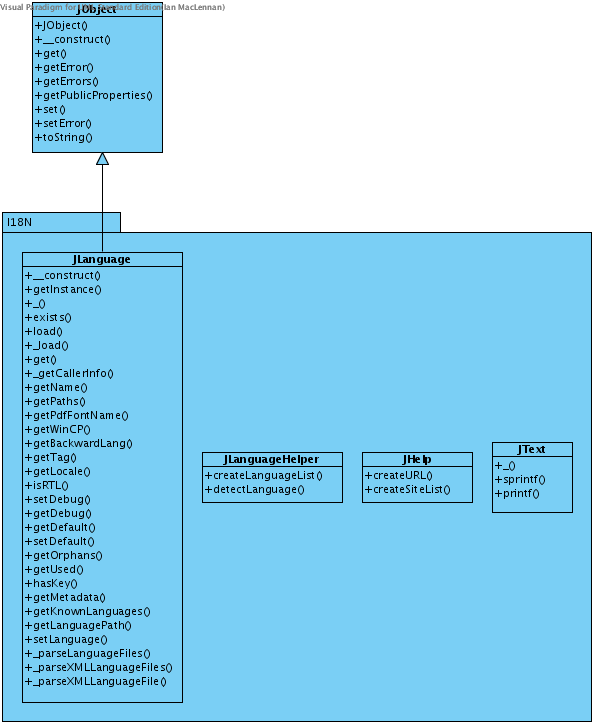 Visual Paradigm for UML Standard Edition(Ian MacLennan)
JObject
+JObject()
+__construct()
+get()
+getError()
+getErrors()
+getPublicProperties()
+set()
+setError()
+toString()
I18N
JLanguage
+__construct()
+getInstance()
+_()
+exists()
+load()
+_load()
+get()
+_getCallerInfo()
+getName()
+getPaths()
+getPdfFontName()
+getWinCP()
+getBackwardLang()
+getTag()
+getLocale()
+isRTL()
+setDebug()
+getDebug()
+getDefault()
+setDefault()
+getOrphans()
+getUsed()
+hasKey()
+getMetadata()
+getKnownLanguages()
+getLanguagePath()
+setLanguage()
+_parseLanguageFiles()
+_parseXMLLanguageFiles()
+_parseXMLLanguageFile()
JLanguageHelper
+createLanguageList()
+detectLanguage()
JHelp
+createURL()
+createSiteList()
JText
+_()
+sprintf()
+printf()